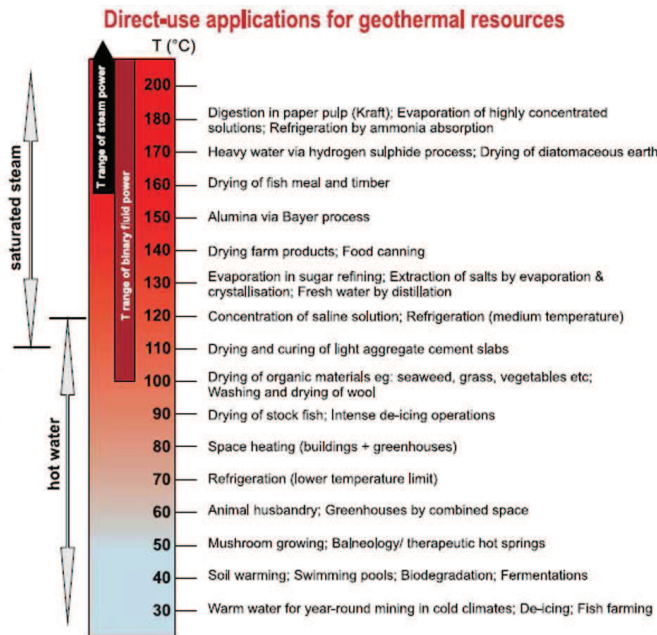 Direct-use applications for geothermal resources
T (°C)
saturated steam
hot water
T range of steam power
T range of binary fluid power
200
180 Digestion in paper pulp (Kraft); Evaporation of highly concentrated
solutions; Refrigeration by ammonia absorption
170 Heavy water via hydrogen sulphide process; Drying of diatomaceous earth
160 Drying of fish meal and timber
150 Alumina via Bayer process
140 Drying farm products; Food canning
130 Evaporation in sugar refining; Extraction of salts by evaporation &
crystallisation; Fresh water by distillation
120 Concentration of saline solution; Refrigeration (medium temperature)
110 Drying and curing of light aggregate cement slabs
100 Drying of organic materials eg: seaweed, grass, vegetables etc;
Washing and drying of wool
90 Drying of stock fish; Intense de-icing operations
80 Space heating (buildings + greenhouses)
70 Refrigeration (lower temperature limit)
60 Animal husbandry; Greenhouses by combined space
50 Mushroom growing; Balneology/ therapeutic hot springs
40 Soil warming; Swimming pools; Biodegradation; Fermentations
30 Warm water for year-round mining in cold climates; De-icing; Fish farming